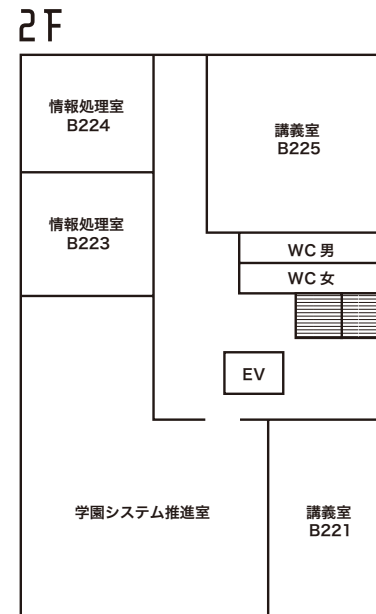 2F
情報処理室
B224
講義室
B225
情報処理室
B223
WC 男
WC 女
EV
学園システム推進室
講義室
B221